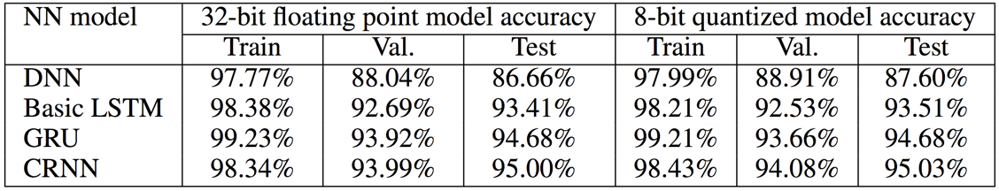 NN model 32-bit floating point model accuracy 8-bit quantized model accuracy
Train Val. Test Train Val. Test
DNN 97.77% 88.04% 86.66% 97.99% 88.91% 87.60%
Basic LSTM 98.38% 92.69% 93.41% 98.21% 92.53% 93.51%
GRU 99.23% 93.92% 94.68% 99.21% 93.66% 94.68%
CRNN 98.34% 93.99% 95.00% 98.43% 94.08% 95.03%